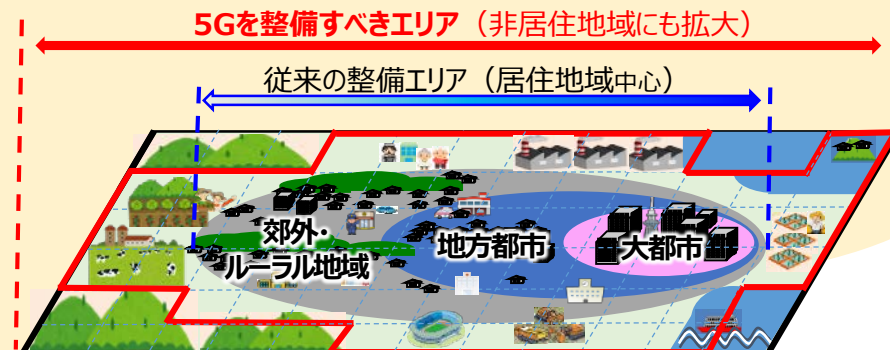 5Gを整備すべきエリア（非居住地域にも拡大）
従来の整備エリア（居住地域中心）
郊外・
ルーラル地域
地方都市
大都市